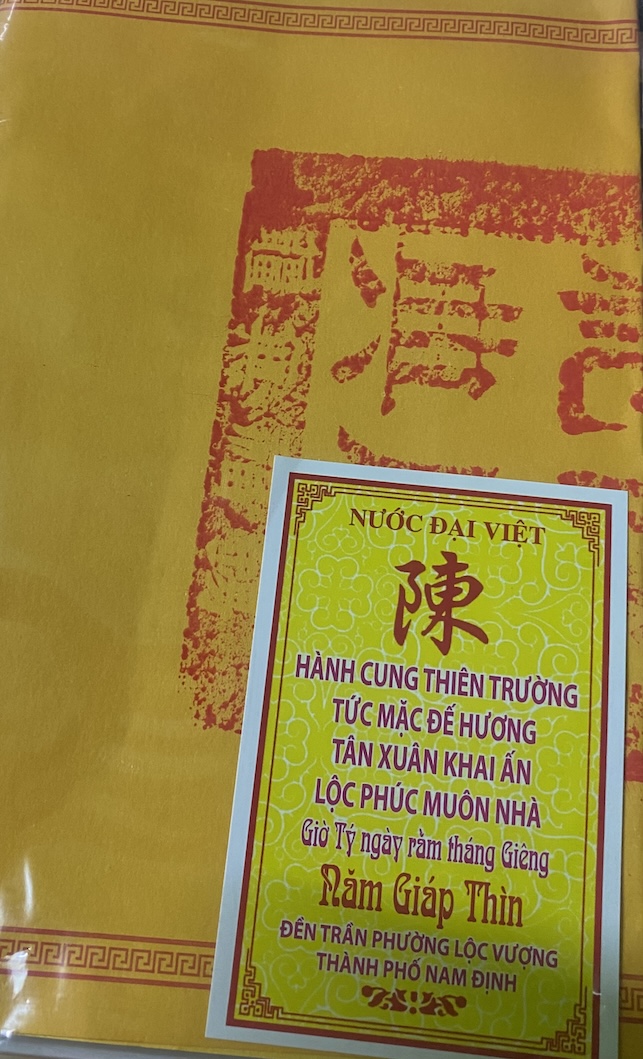 NƯỚC ĐẠI VIỆT
陳
HÀNH CUNG THIÊN TRƯỜNG
TỨC MẶC ĐẾ HƯƠNG
TÂN XUÂN KHAI ẤN
LỘC PHÚC MUÔN NHÀ
Giờ Tý ngày rằm tháng Giêng
Năm Giáp Thìn
ĐỀN TRẦN PHƯỜNG LỘC VƯỢNG
THÀNH PHỐ NAM ĐỊNH